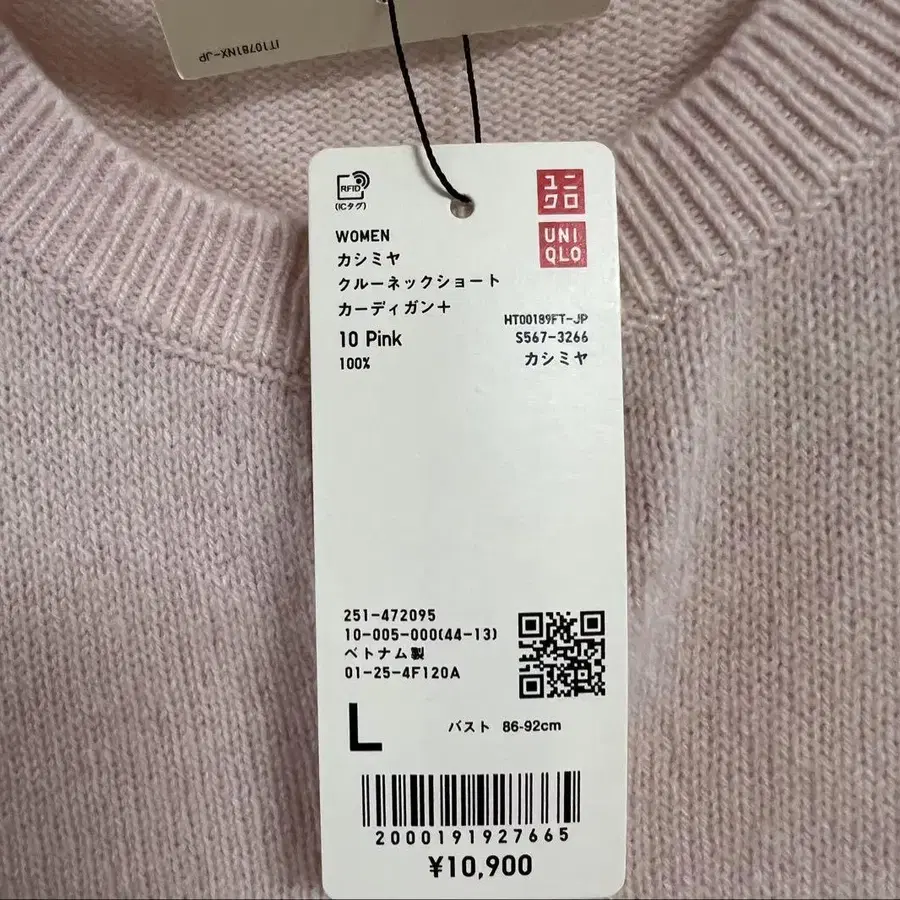 IT10781NX-JP
RFID
(ICタグ)
ユニ
クロ
UNI
QLO
WOMEN
カシミヤ
クルーネックショート
カーディガン+
10 Pink
100%
HT00189FT-JP
S567-3266
カシミヤ
251-472095
10-005-000(44-13)
ベトナム製
01-25-4F120A
L
バスト 86-92cm
2000191927665
¥10,900